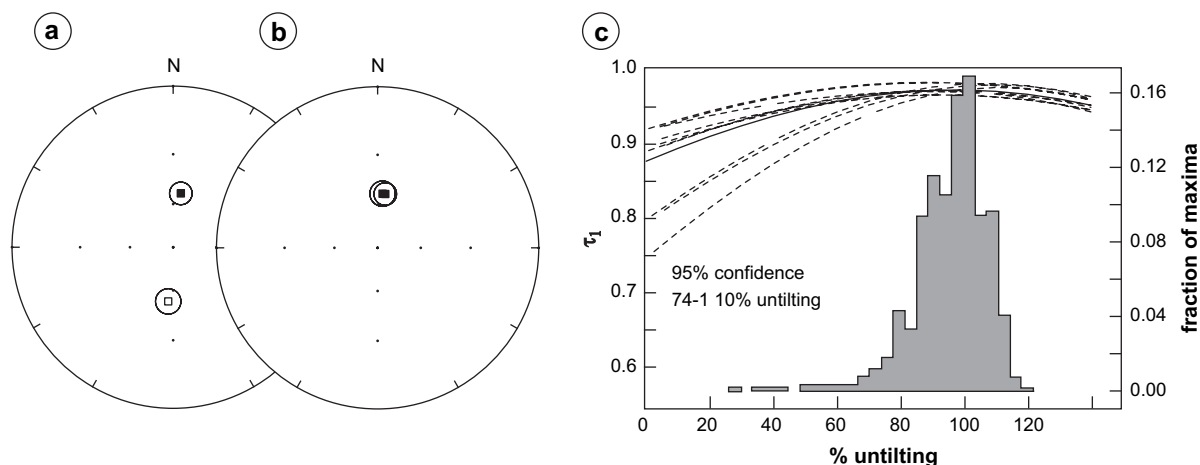 a
b
c
N
N
1.0
0.9
0.8
0.7
0.6
τ1
95% confidence
74-1 10% untilting
0.16
0.12
0.08
0.04
0.00
fraction of maxima
0 20 40 60 80 100 120
% untilting